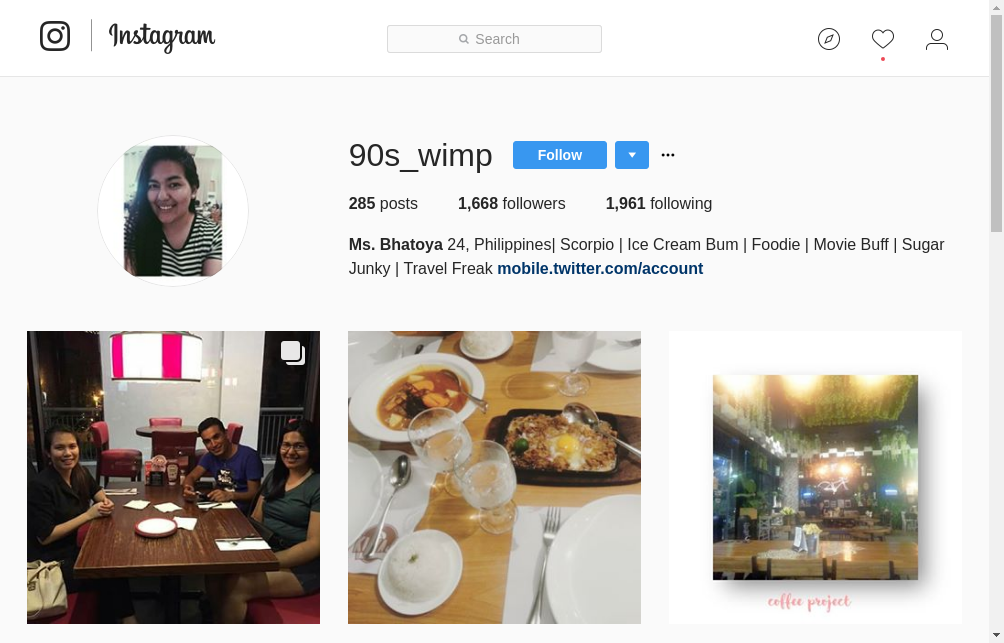 Instagram
Search
90s_wimp
Follow
285 posts 1,668 followers 1,961 following
Ms. Bhatoya 24, Philippines| Scorpio | Ice Cream Bum | Foodie | Movie Buff | Sugar
Junky | Travel Freak mobile.twitter.com/account
coffee project